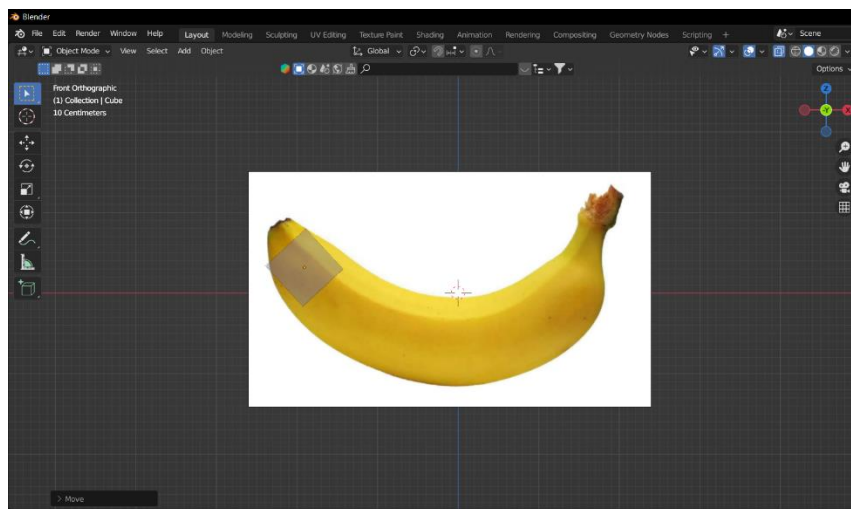 Blender
File Edit Render Window Help Layout Modeling Sculpting UV Editing Texture Paint Shading Animation Rendering Compositing Geometry Nodes Scripting + Scene
Object Mode View Select Add Object Global
Options
Front Orthographic
(1) Collection | Cube
10 Centimeters
Z
Y
X
> Move